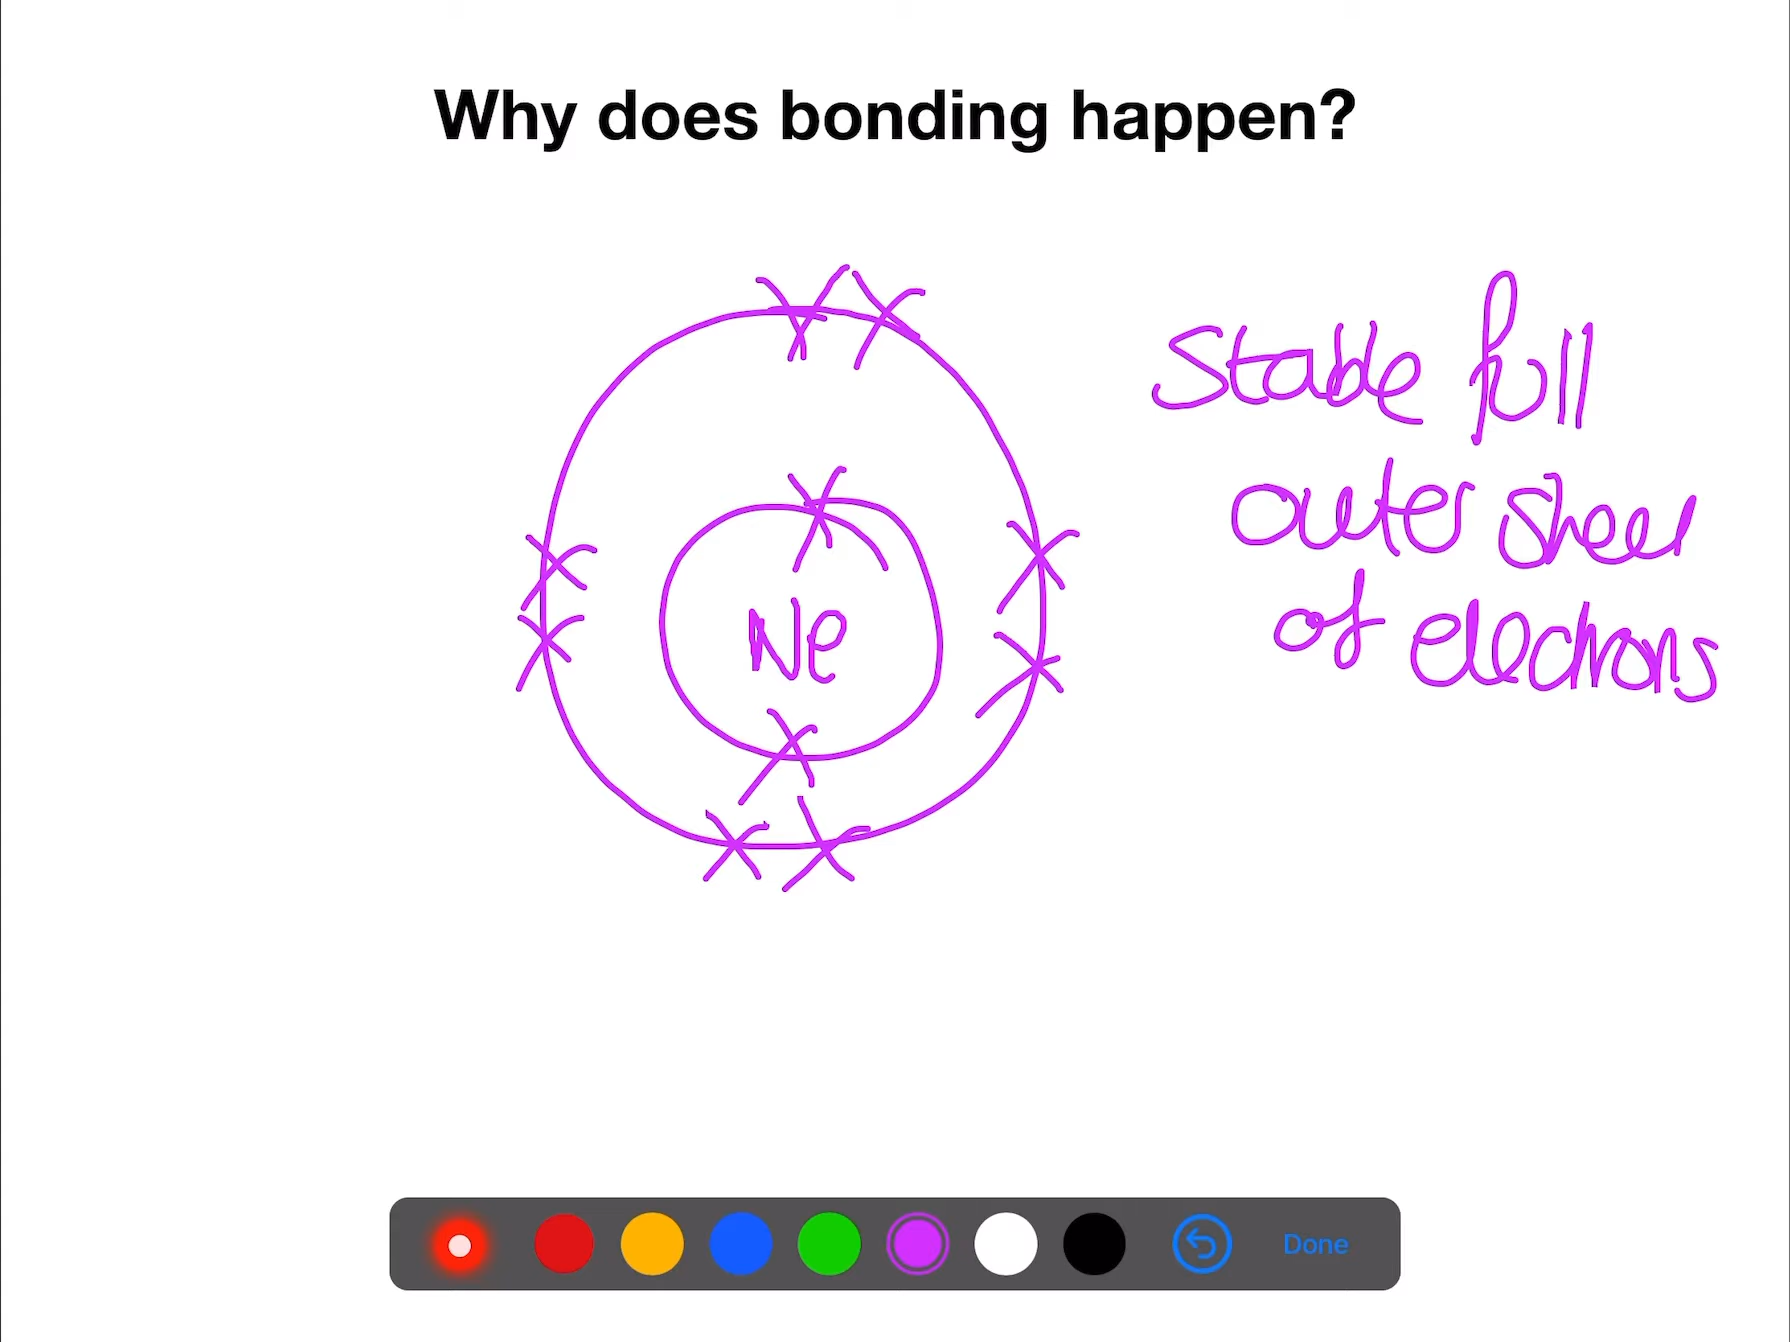 Why does bonding happen?
Stable full
outer shell
of electrons
Ne
Done